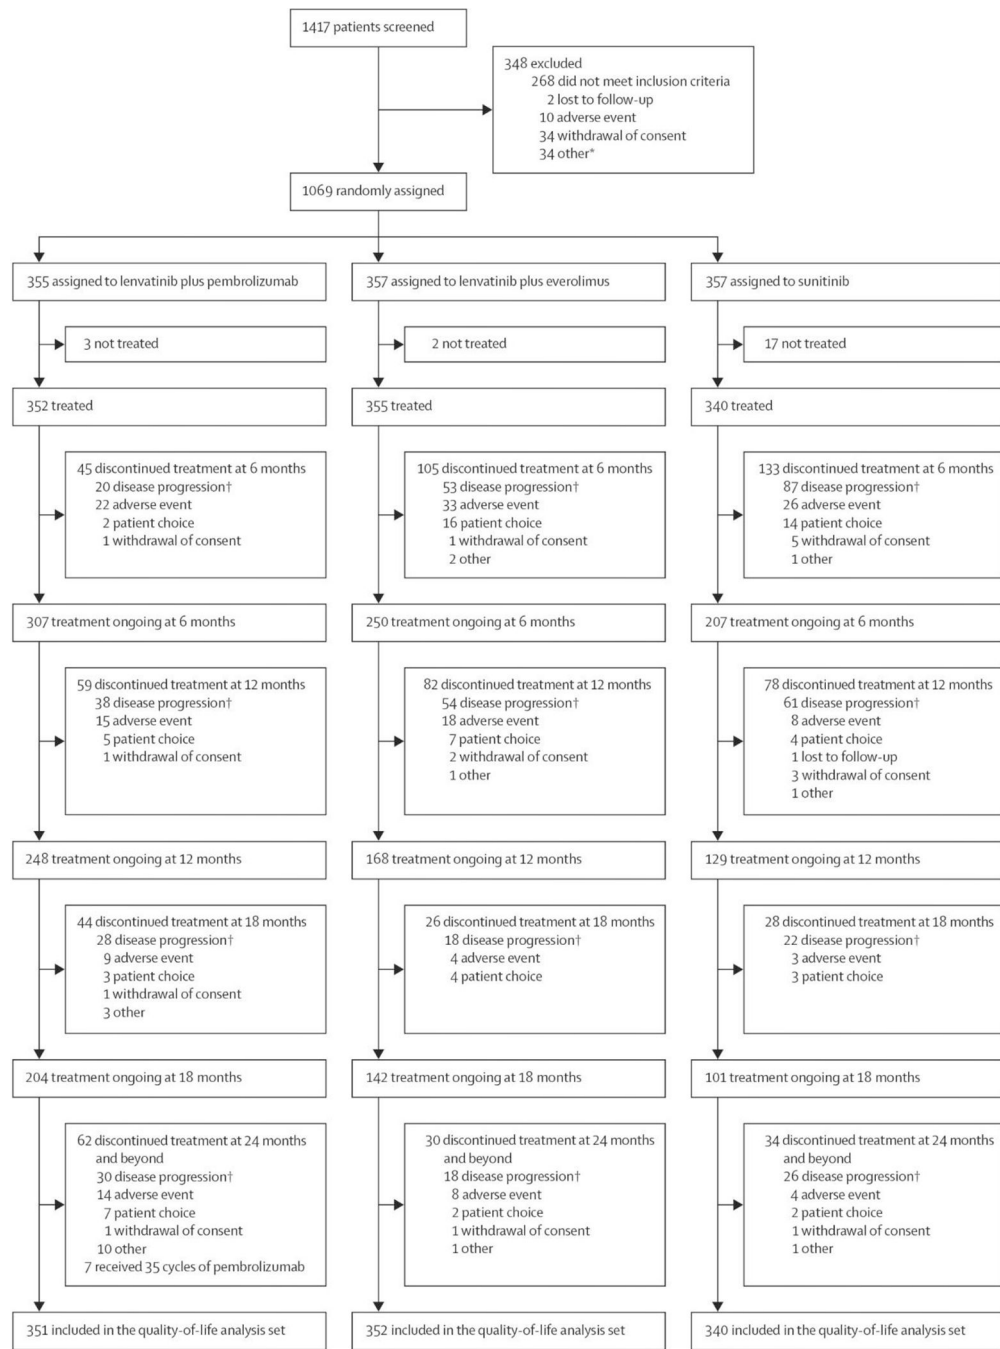 1417 patients screened
348 excluded
268 did not meet inclusion criteria
2 lost to follow-up
10 adverse event
34 withdrawal of consent
34 other*
1069 randomly assigned
355 assigned to lenvatinib plus pembrolizumab
357 assigned to lenvatinib plus everolimus
357 assigned to sunitinib
3 not treated
2 not treated
17 not treated
352 treated
355 treated
340 treated
45 discontinued treatment at 6 months
20 disease progression†
22 adverse event
2 patient choice
1 withdrawal of consent
105 discontinued treatment at 6 months
53 disease progression†
33 adverse event
16 patient choice
1 withdrawal of consent
2 other
133 discontinued treatment at 6 months
87 disease progression†
26 adverse event
14 patient choice
5 withdrawal of consent
1 other
307 treatment ongoing at 6 months
250 treatment ongoing at 6 months
207 treatment ongoing at 6 months
59 discontinued treatment at 12 months
38 disease progression†
15 adverse event
5 patient choice
1 withdrawal of consent
82 discontinued treatment at 12 months
54 disease progression†
18 adverse event
7 patient choice
2 withdrawal of consent
1 other
78 discontinued treatment at 12 months
61 disease progression†
8 adverse event
4 patient choice
1 lost to follow-up
3 withdrawal of consent
1 other
248 treatment ongoing at 12 months
168 treatment ongoing at 12 months
129 treatment ongoing at 12 months
44 discontinued treatment at 18 months
28 disease progression†
9 adverse event
3 patient choice
1 withdrawal of consent
3 other
26 discontinued treatment at 18 months
18 disease progression†
4 adverse event
4 patient choice
28 discontinued treatment at 18 months
22 disease progression†
3 adverse event
3 patient choice
204 treatment ongoing at 18 months
142 treatment ongoing at 18 months
101 treatment ongoing at 18 months
62 discontinued treatment at 24 months
and beyond
30 disease progression†
14 adverse event
7 patient choice
1 withdrawal of consent
10 other
7 received 35 cycles of pembrolizumab
30 discontinued treatment at 24 months
and beyond
18 disease progression†
8 adverse event
2 patient choice
1 withdrawal of consent
1 other
34 discontinued treatment at 24 months
and beyond
26 disease progression†
4 adverse event
2 patient choice
1 withdrawal of consent
1 other
351 included in the quality-of-life analysis set
352 included in the quality-of-life analysis set
340 included in the quality-of-life analysis set